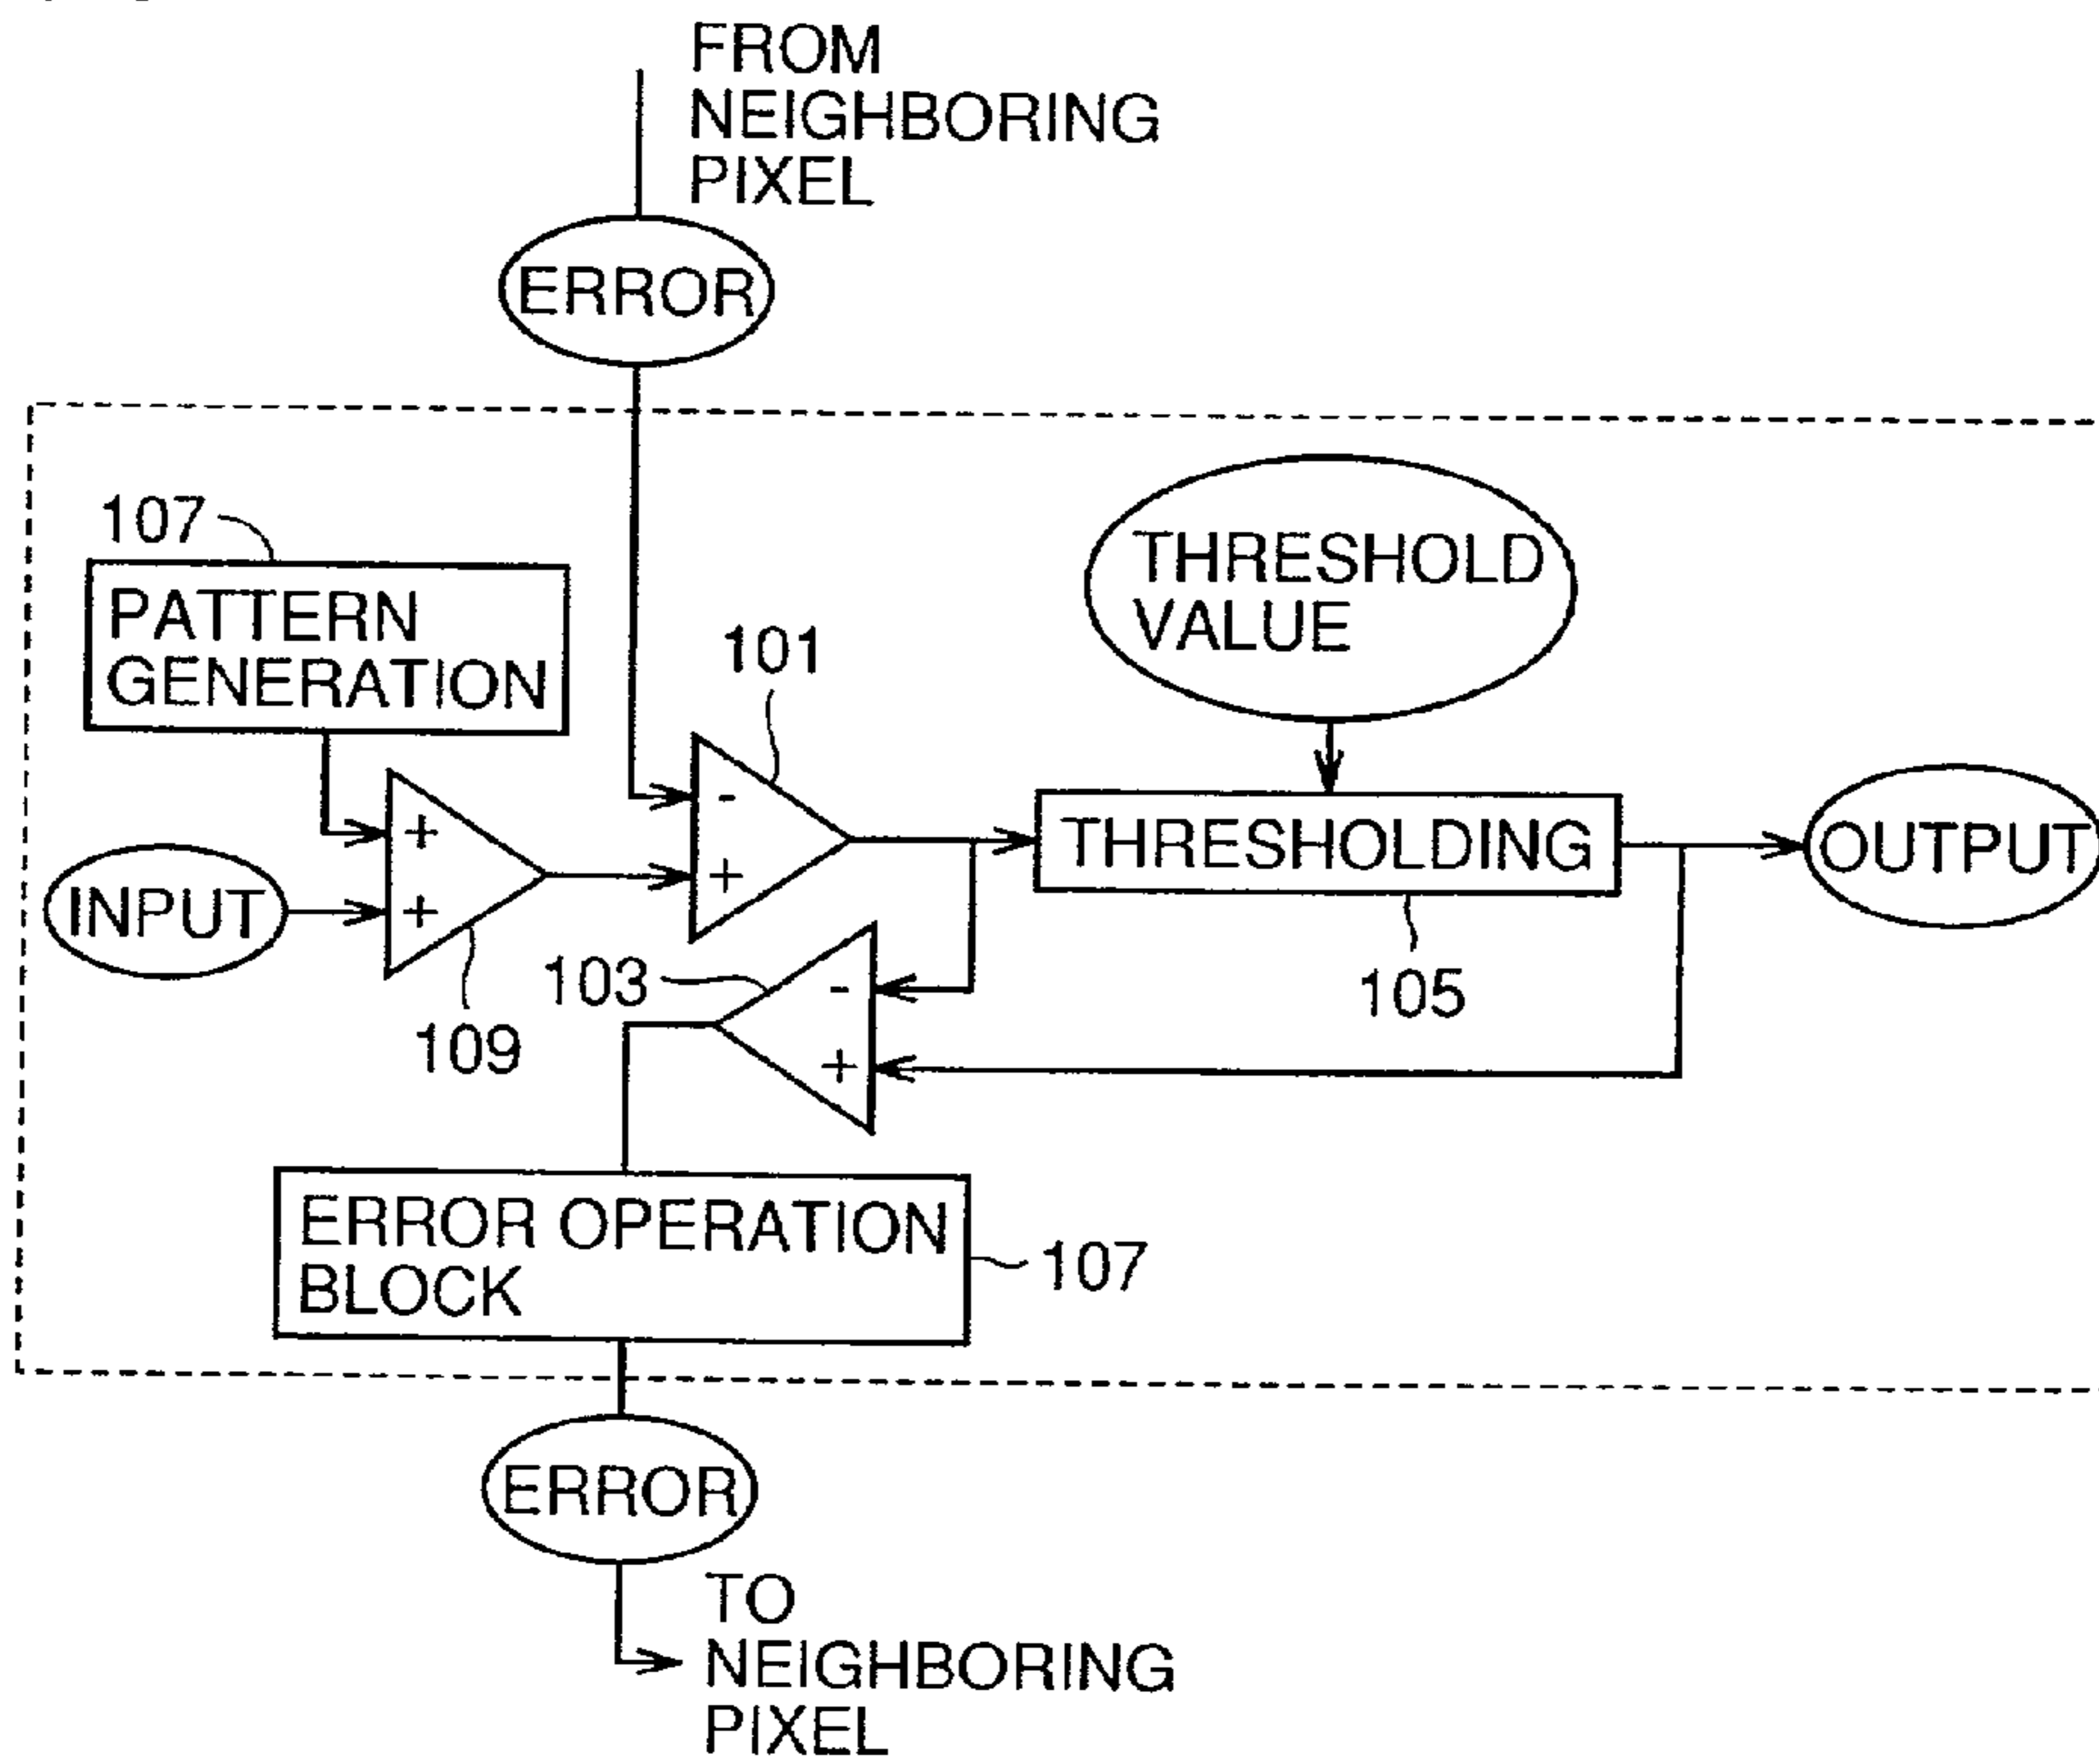 FROM
NEIGHBORING
PIXEL
ERROR
107
PATTERN
GENERATION
THRESHOLD
VALUE
101
-
+
+
+
INPUT
THRESHOLDING
OUTPUT
109
103
-
+
105
ERROR OPERATION
BLOCK
107
ERROR
TO
NEIGHBORING
PIXEL